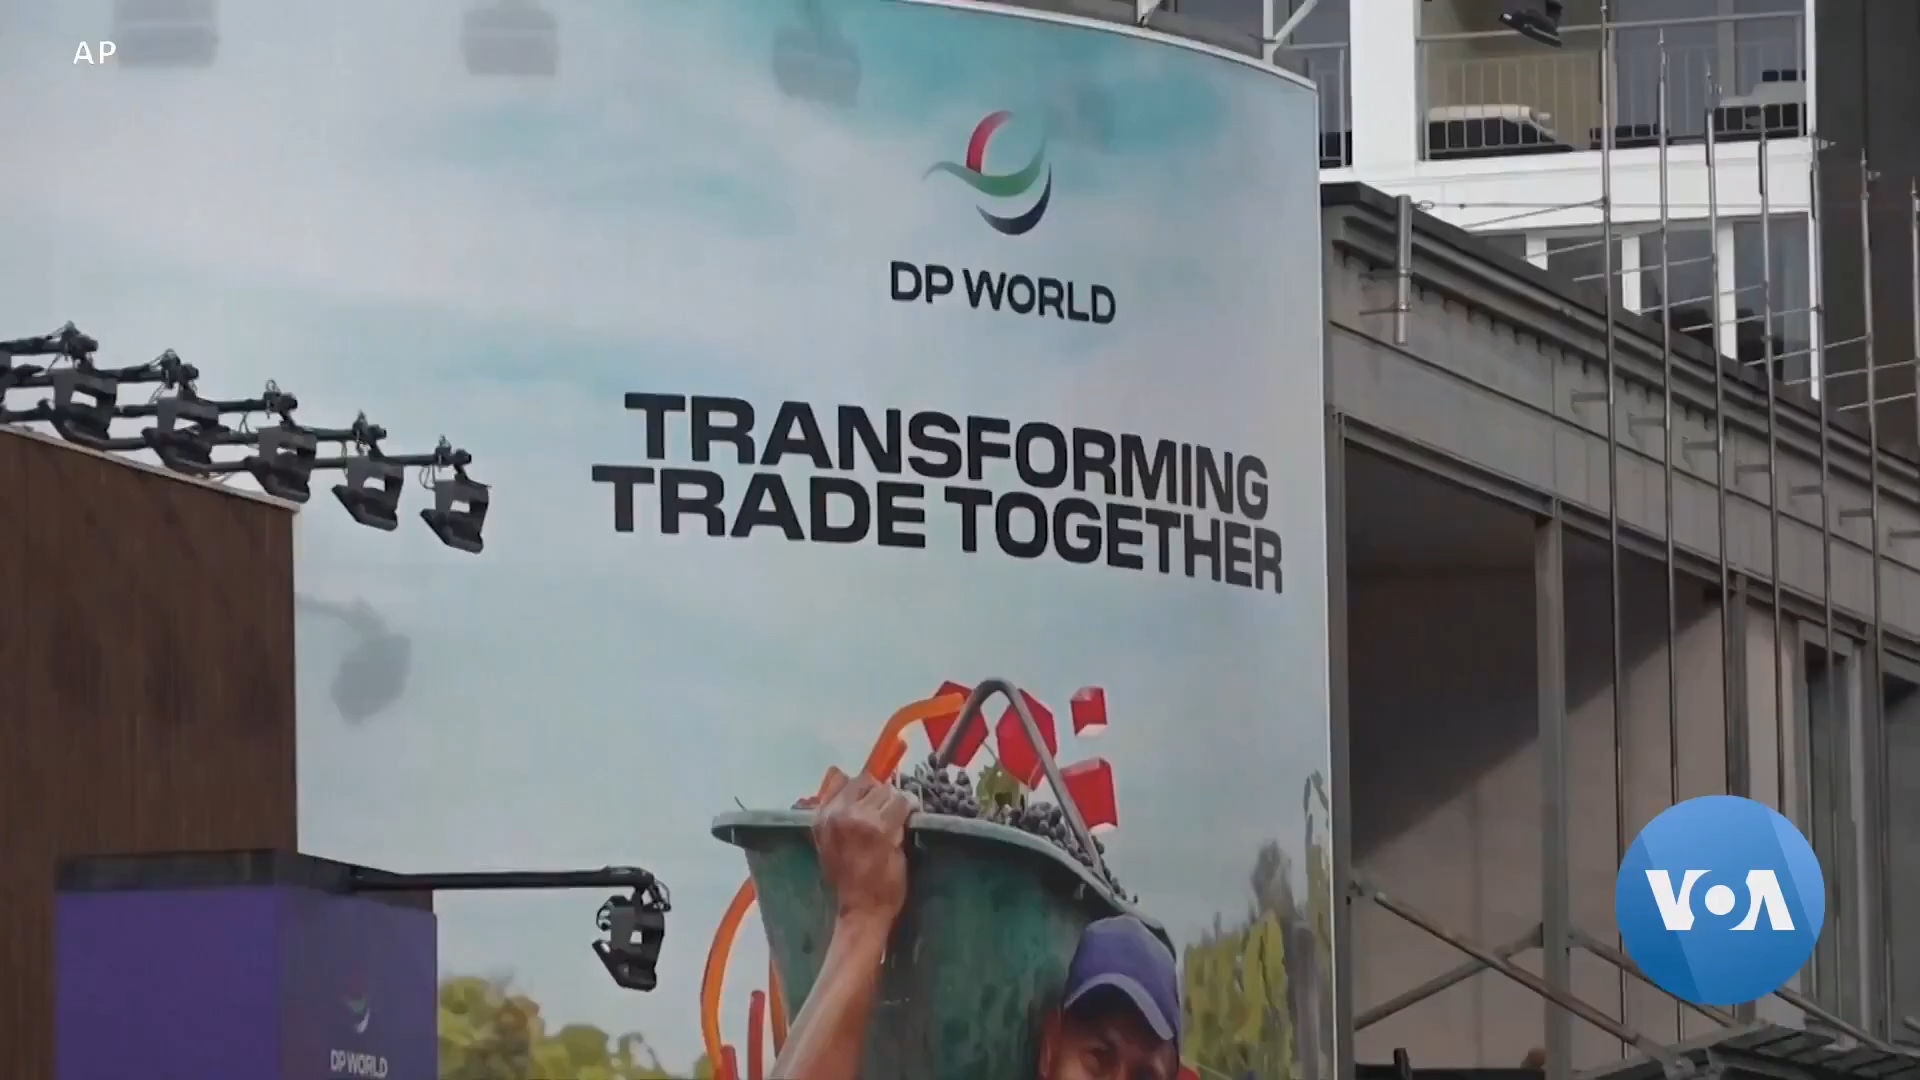 AP
DP WORLD
TRANSFORMING
TRADE TOGETHER
VOA
DP WORLD